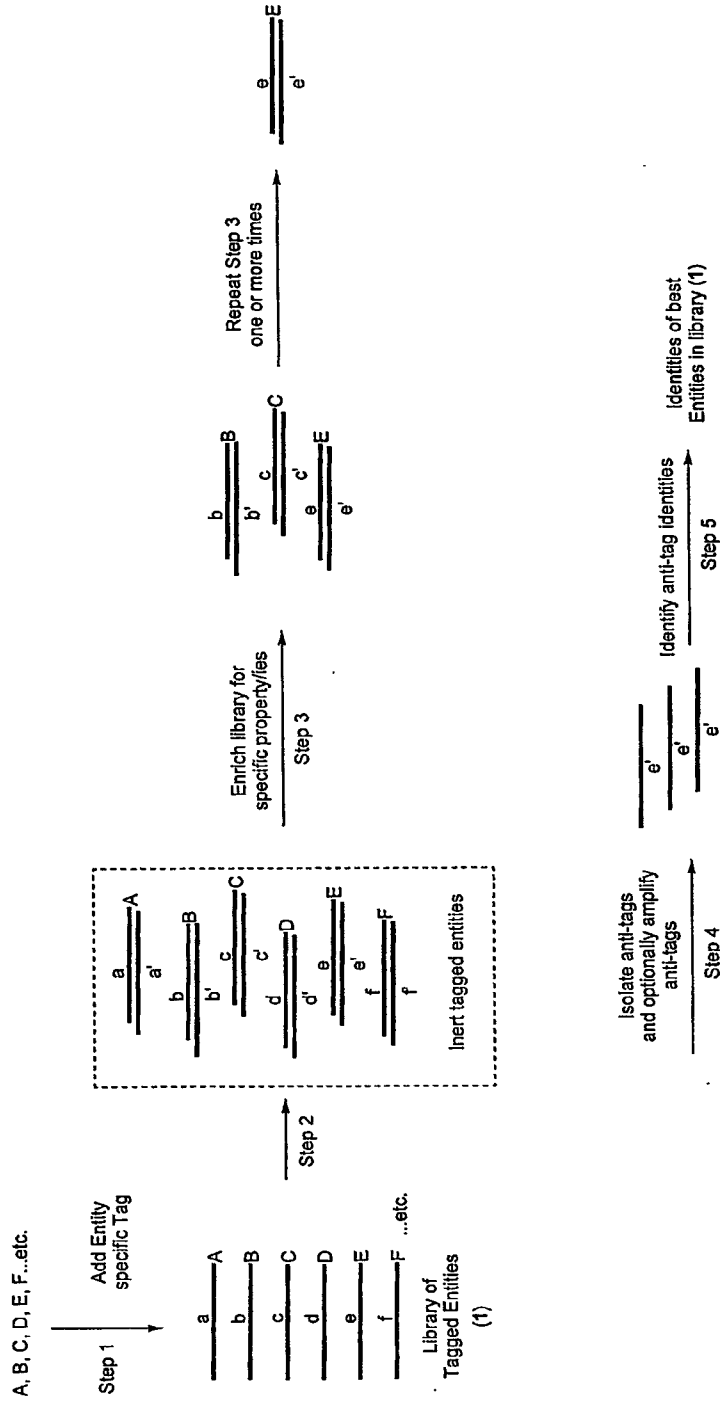 A, B, C, D, E, F...etc.
Step 1
Add Entity
specific Tag
a
A
b
B
c
C
d
D
e
E
f
F
...etc.
Library of
Tagged Entities
(1)
Step 2
a
A
a'
b
B
b'
c
C
c'
d
D
d'
e
E
e'
f
F
f'
Inert tagged entities
Enrich library for
specific property/ies
Step 3
b
B
b'
c
C
c'
e
E
e'
Repeat Step 3
one or more times
e
E
e'
Isolate anti-tags
and optionally amplify
anti-tags
Step 4
e'
e'
e'
Identify anti-tag identities
Step 5
Identities of best
Entities in library (1)